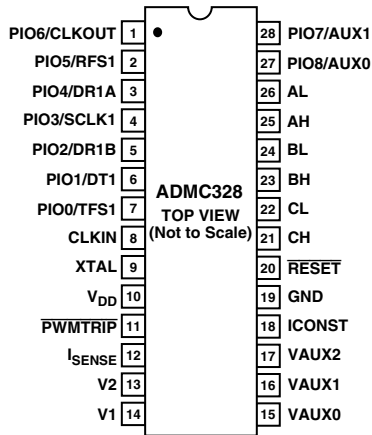 PIO6/CLKOUT 1 28 PIO7/AUX1
PIO5/RFS1 2 27 PIO8/AUX0
PIO4/DR1A 3 26 AL
PIO3/SCLK1 4 25 AH
PIO2/DR1B 5 24 BL
PIO1/DT1 6 23 BH
PIO0/TFS1 7 22 CL
CLKIN 8 21 CH
XTAL 9 20 RESET
VDD 10 19 GND
PWMTRIP 11 18 ICONST
ISENSE 12 17 VAUX2
V2 13 16 VAUX1
V1 14 15 VAUX0
ADMC328
TOP VIEW
(Not to Scale)